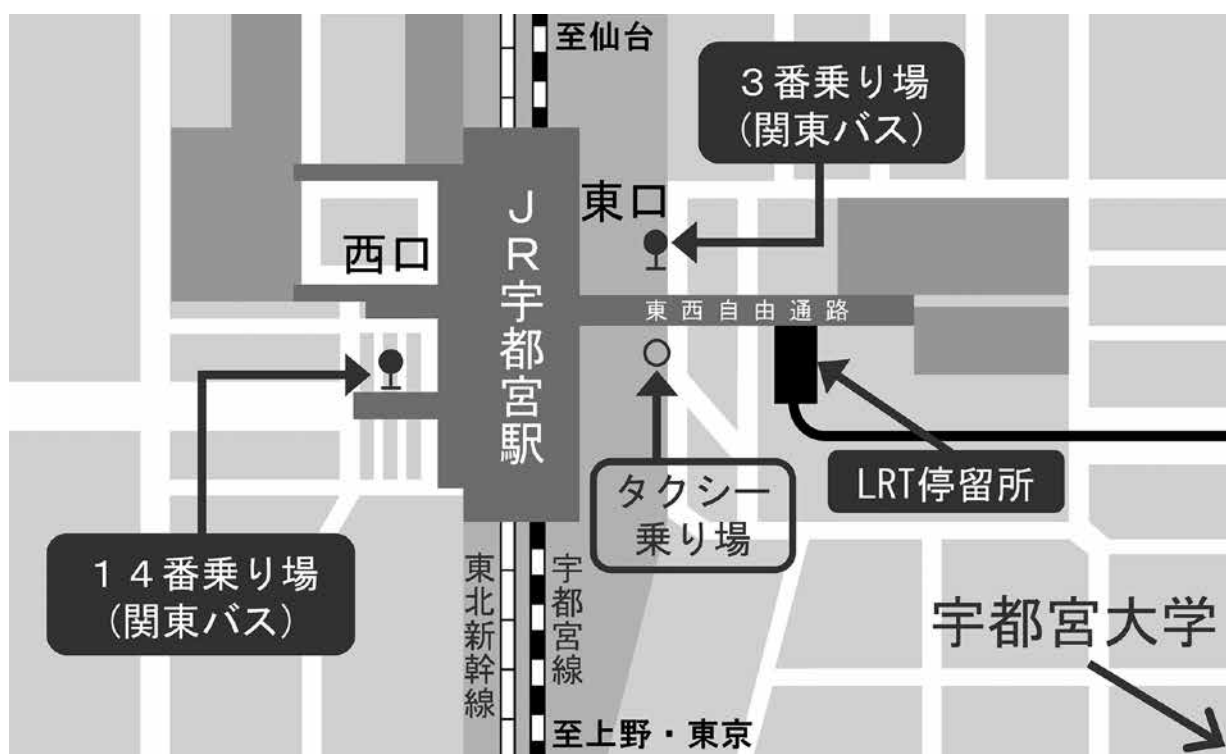 至仙台
３番乗り場
(関東バス)
東口
西口
ＪＲ宇都宮駅
東西自由通路
LRT停留所
タクシー
乗り場
１４番乗り場
(関東バス)
東北新幹線
宇都宮線
宇都宮大学
至上野・東京